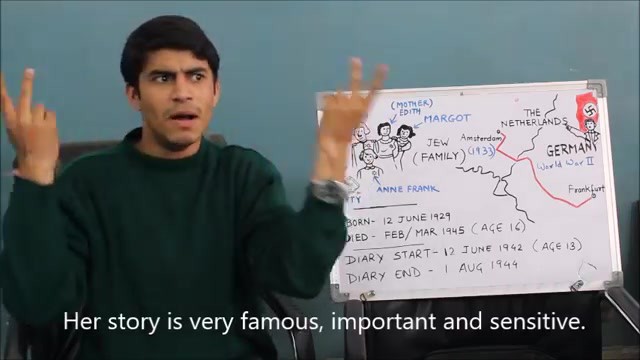 (MOTHER)
EDITH
MARGOT
THE
NETHERLANDS
Amsterdam
JEW
(FAMILY)
(1933)
GERMANY
World War II
Frankfurt
ANNE FRANK
BORN- 12 JUNE 1929
DIED - FEB/MAR 1945 (AGE 16)
DIARY START - 12 JUNE 1942 (AGE 13)
DIARY END - 1 AUG 1944
Her story is very famous, important and sensitive.